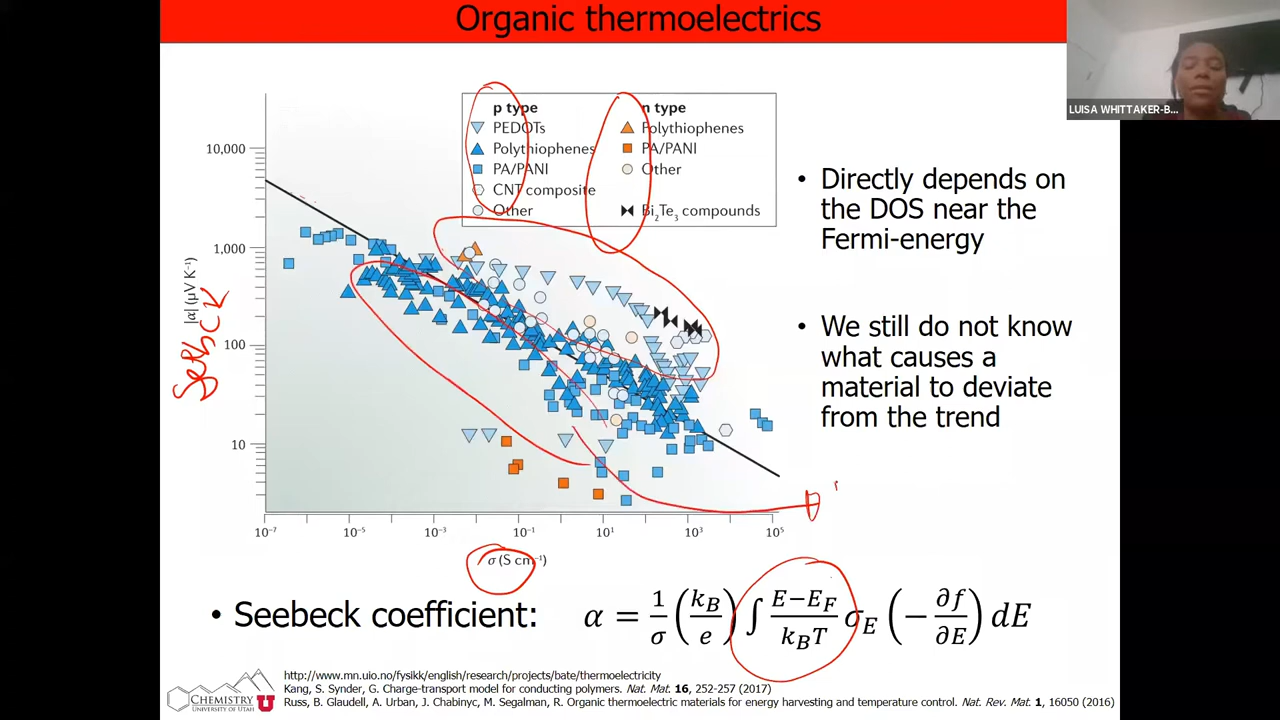 Organic thermoelectrics
LUISA WHITTAKER-B...
p type
PEDOTs
Polythiophenes
PA/PANI
CNT composite
Other
n type
Polythiophenes
PA/PANI
Other
Bi₂Te₃ compounds
10,000
1,000
100
10
|α| (μV K⁻¹)
10⁻⁷
10⁻⁵
10⁻³
10⁻¹
10¹
10³
10⁵
σ (S cm⁻¹)
• Directly depends on
the DOS near the
Fermi-energy
• We still do not know
what causes a
material to deviate
from the trend
• Seebeck coefficient: α = 1/σ (k_B/e) ∫ E−E_F/k_BT σ_E (− ∂f/∂E) dE
CHEMISTRY
UNIVERSITY OF UTAH
U
http://www.mn.uio.no/fysikk/english/research/projects/bate/thermoelectricity
Kang, S. Synder, G. Charge-transport model for conducting polymers. Nat. Mat. 16, 252-257 (2017)
Russ, B. Glaudell, A. Urban, J. Chabinyc, M. Segalman, R. Organic thermoelectric materials for energy harvesting and temperature control. Nat. Rev. Mat. 1, 16050 (2016)